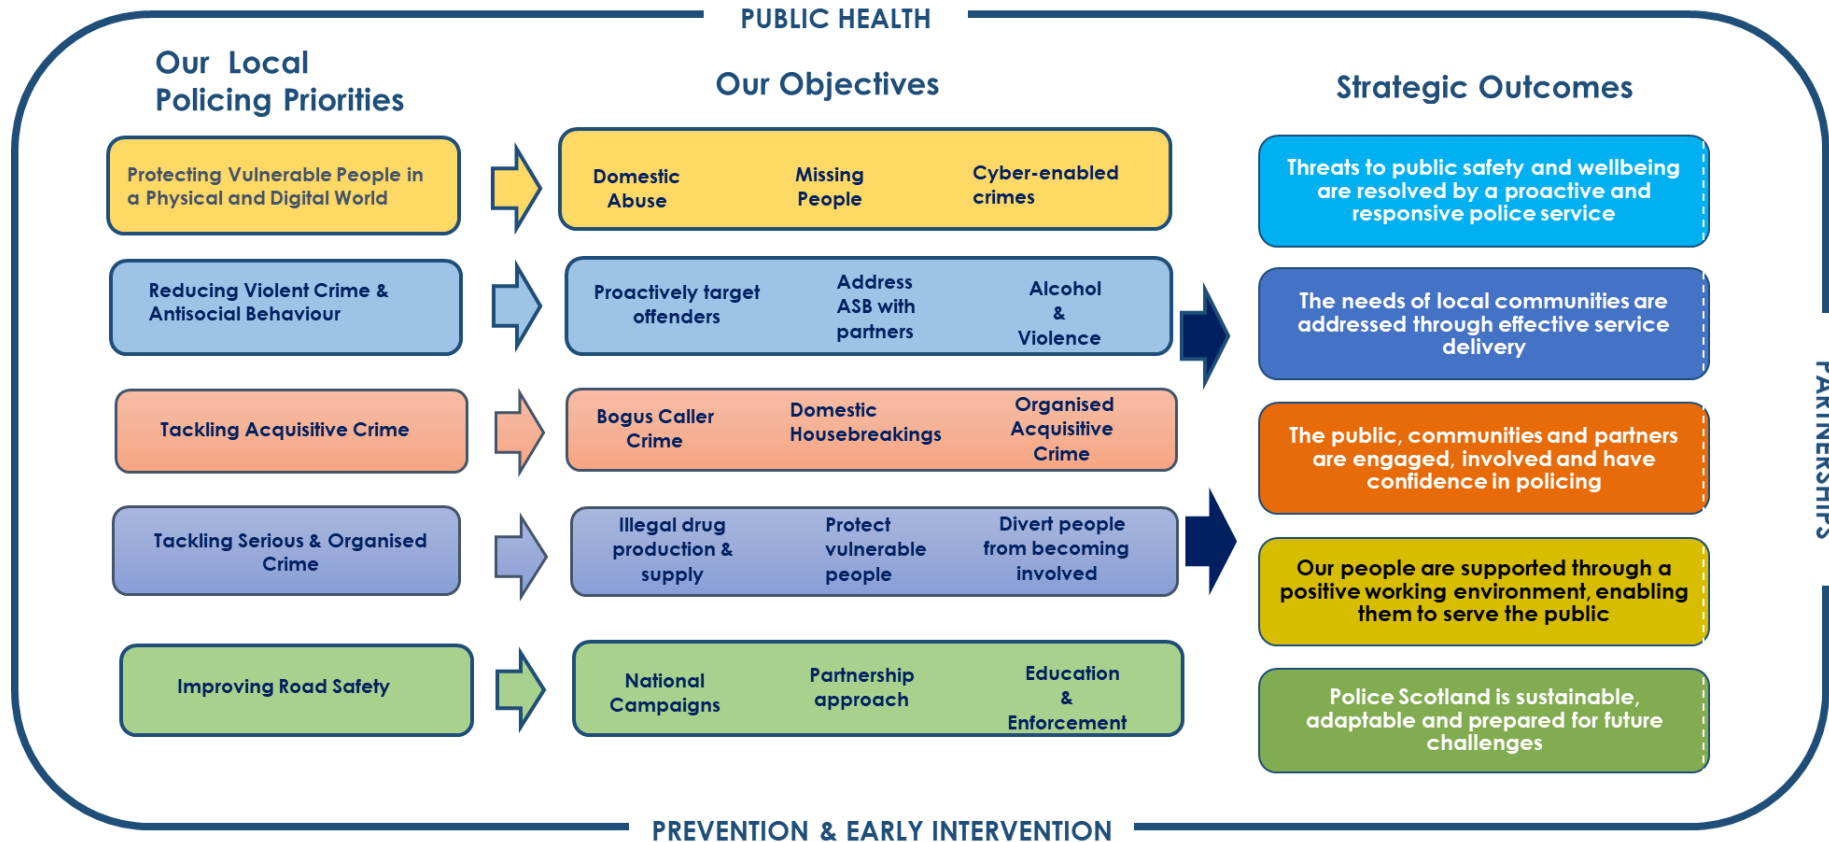 PUBLIC HEALTH
Our Local
Policing Priorities
Our Objectives
Strategic Outcomes
Protecting Vulnerable People in
a Physical and Digital World
Domestic
Abuse
Missing
People
Cyber-enabled
crimes
Threats to public safety and wellbeing
are resolved by a proactive and
responsive police service
Reducing Violent Crime &
Antisocial Behaviour
Proactively target
offenders
Address
ASB with
partners
Alcohol
&
Violence
The needs of local communities are
addressed through effective service
delivery
Tackling Acquisitive Crime
Bogus Caller
Crime
Domestic
Housebreakings
Organised
Acquisitive
Crime
The public, communities and partners
are engaged, involved and have
confidence in policing
Tackling Serious & Organised
Crime
Illegal drug
production &
supply
Protect
vulnerable
people
Divert people
from becoming
involved
Our people are supported through a
positive working environment, enabling
them to serve the public
Improving Road Safety
National
Campaigns
Partnership
approach
Education
&
Enforcement
Police Scotland is sustainable,
adaptable and prepared for future
challenges
PARTNERSHIPS
PREVENTION & EARLY INTERVENTION